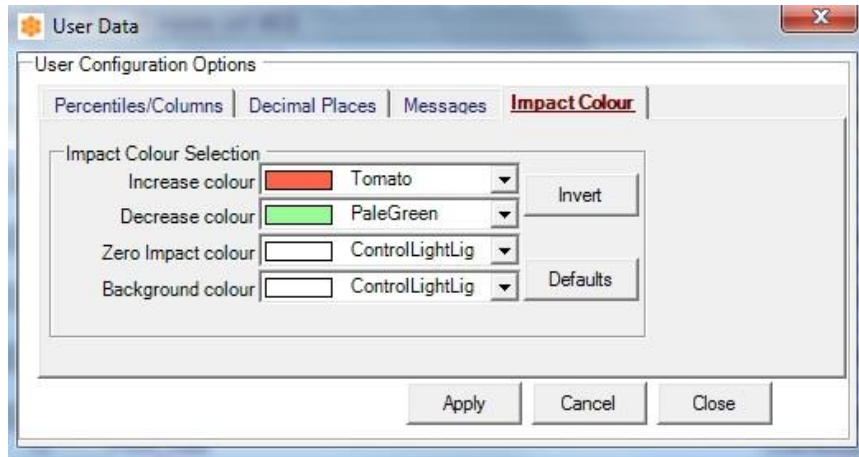 User Data
User Configuration Options
Percentiles/Columns Decimal Places Messages Impact Colour
Impact Colour Selection
Increase colour Tomato
Invert
Decrease colour PaleGreen
Zero Impact colour ControlLightLig
Defaults
Background colour ControlLightLig
Apply Cancel Close